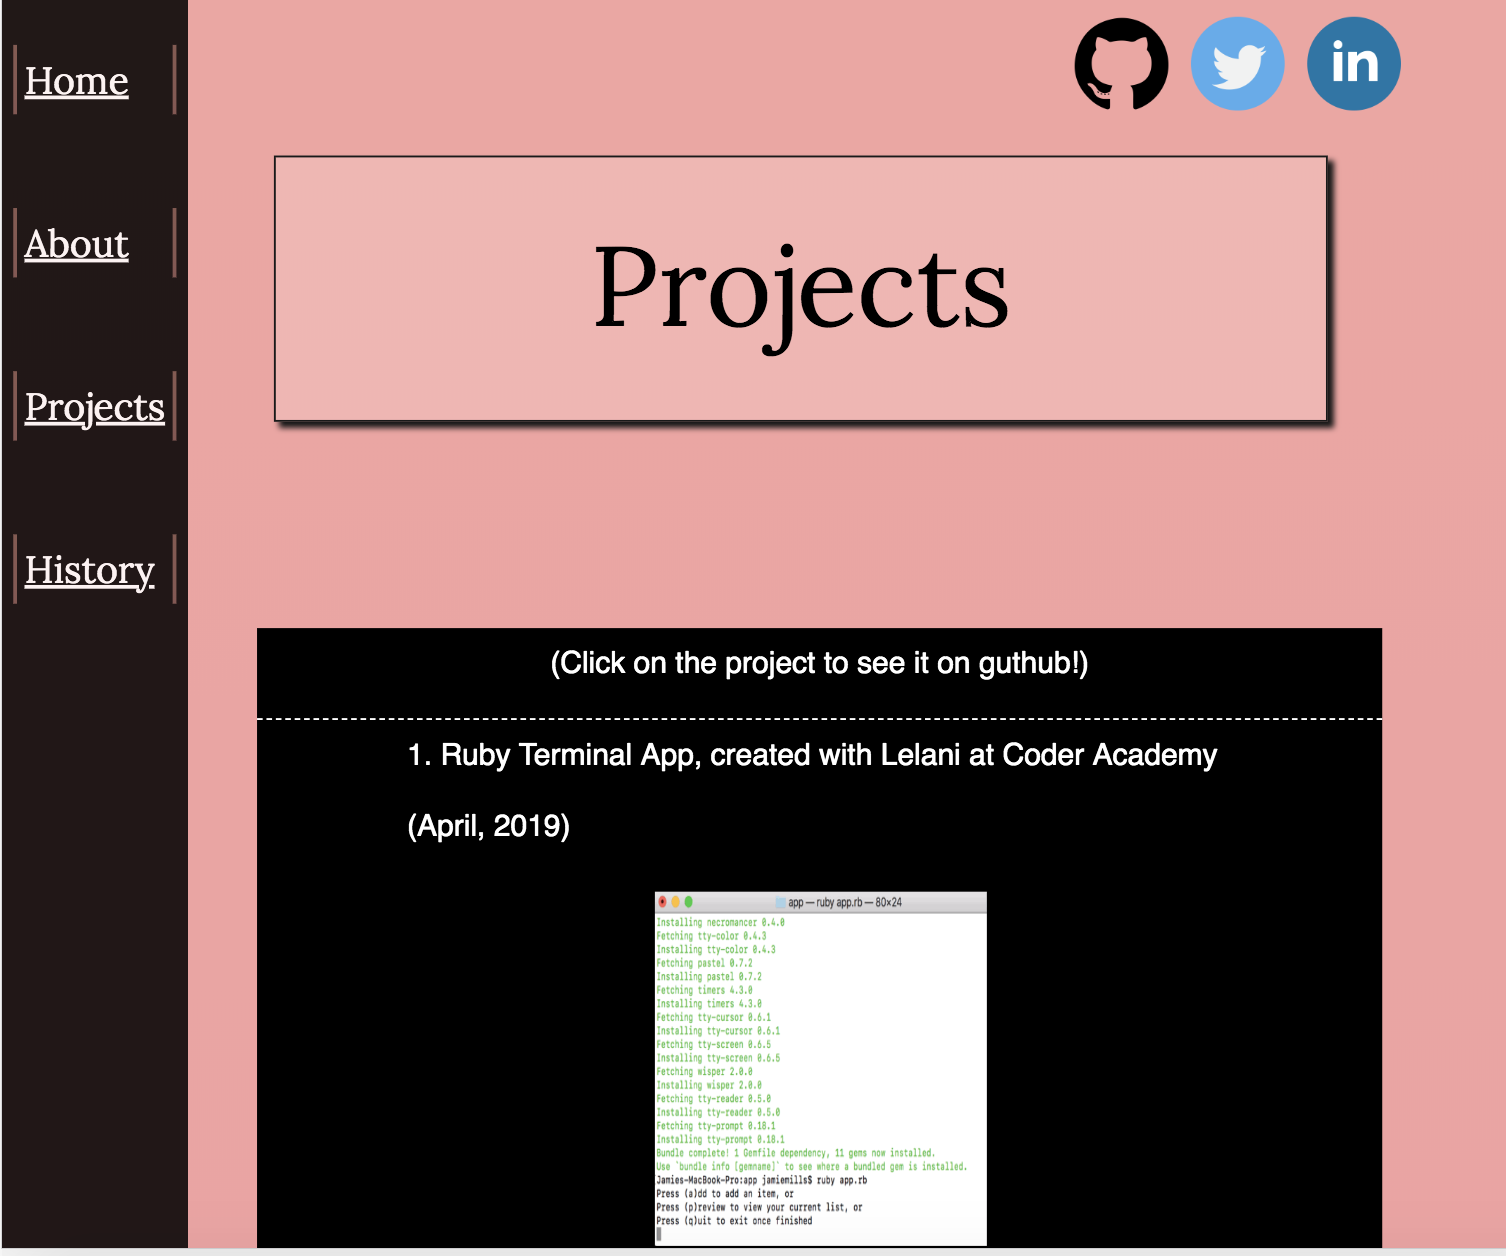 Home
About
Projects
History
in
Projects
(Click on the project to see it on guthub!)
1. Ruby Terminal App, created with Lelani at Coder Academy
(April, 2019)
app — ruby app.rb — 80×24
Installing necromancer 0.4.0
Fetching tty-color 0.4.3
Installing tty-color 0.4.3
Fetching pastel 0.7.2
Installing pastel 0.7.2
Fetching timers 4.3.0
Installing timers 4.3.0
Fetching tty-cursor 0.6.1
Installing tty-cursor 0.6.1
Fetching tty-screen 0.6.5
Installing tty-screen 0.6.5
Fetching wisper 2.0.0
Installing wisper 2.0.0
Fetching tty-reader 0.5.0
Installing tty-reader 0.5.0
Fetching tty-prompt 0.18.1
Installing tty-prompt 0.18.1
Bundle complete! 1 Gemfile dependency, 11 gems now installed.
Use `bundle info [gemname]` to see where a bundled gem is installed.
Jamies-MacBook-Pro:app jamiemills$ ruby app.rb
Press (a)dd to add an item, or
Press (p)review to view your current list, or
Press (q)uit to exit once finished